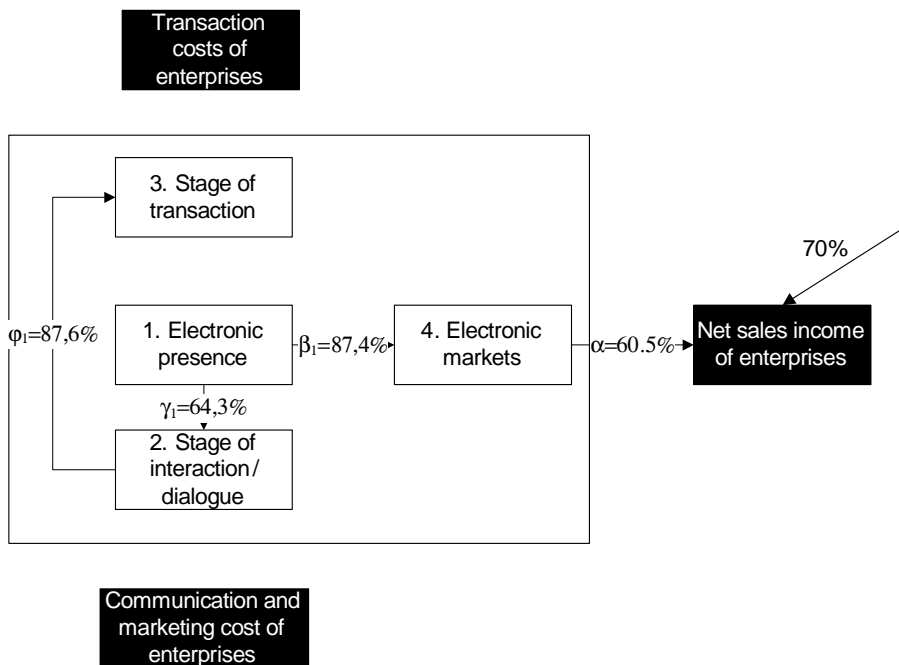 Transaction
costs of
enterprises
3. Stage of
transaction
70%
φ1=87,6%
1. Electronic
presence
β1=87,4%
4. Electronic
markets
α=60.5%
Net sales income
of enterprises
γ1=64,3%
2. Stage of
interaction/
dialogue
Communication and
marketing cost of
enterprises